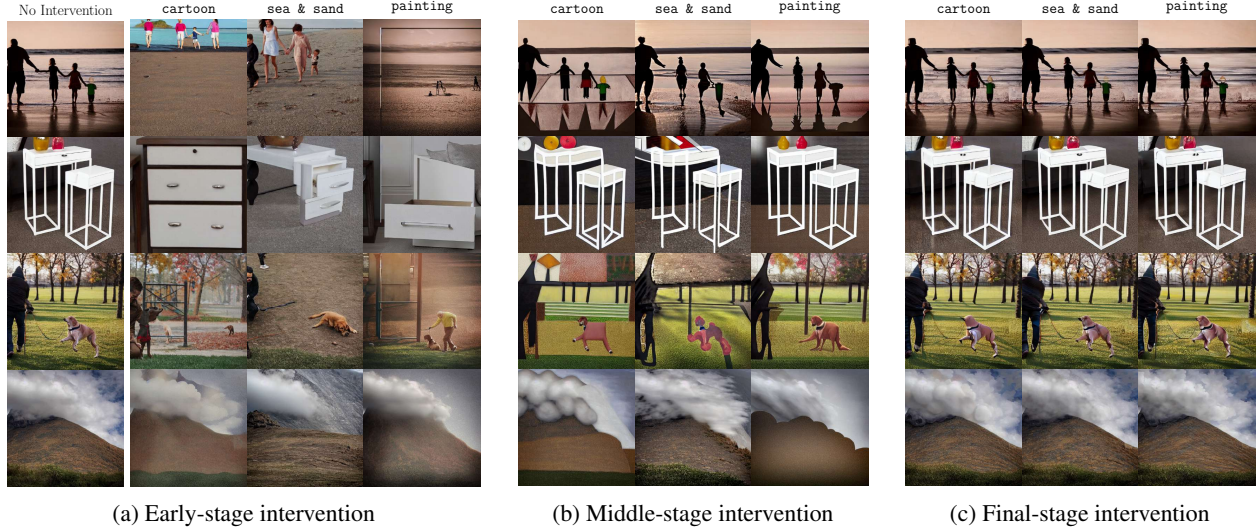 No Intervention cartoon sea & sand painting cartoon sea & sand painting cartoon sea & sand painting
(a) Early-stage intervention (b) Middle-stage intervention (c) Final-stage intervention